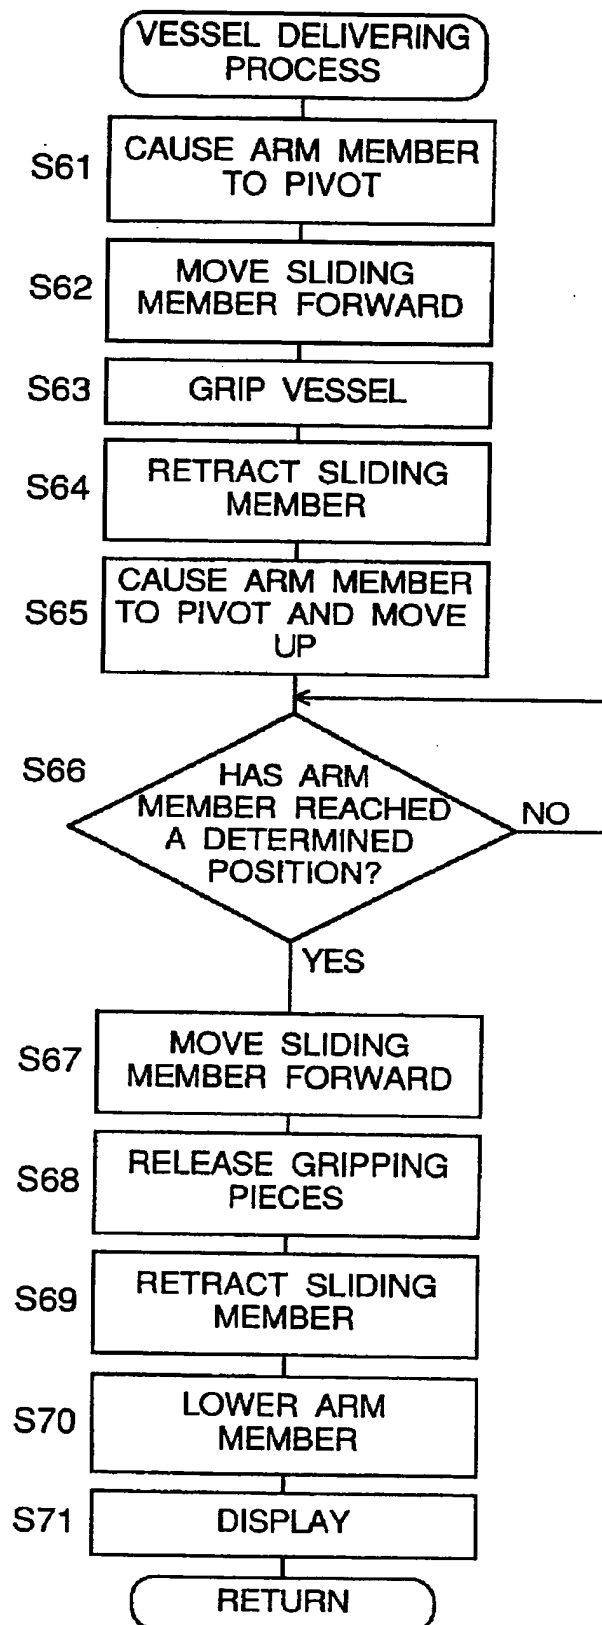 VESSEL DELIVERING
PROCESS
S61
CAUSE ARM MEMBER
TO PIVOT
S62
MOVE SLIDING
MEMBER FORWARD
S63
GRIP VESSEL
S64
RETRACT SLIDING
MEMBER
S65
CAUSE ARM MEMBER
TO PIVOT AND MOVE
UP
S66
HAS ARM
MEMBER REACHED
A DETERMINED
POSITION?
NO
YES
S67
MOVE SLIDING
MEMBER FORWARD
S68
RELEASE GRIPPING
PIECES
S69
RETRACT SLIDING
MEMBER
S70
LOWER ARM
MEMBER
S71
DISPLAY
RETURN